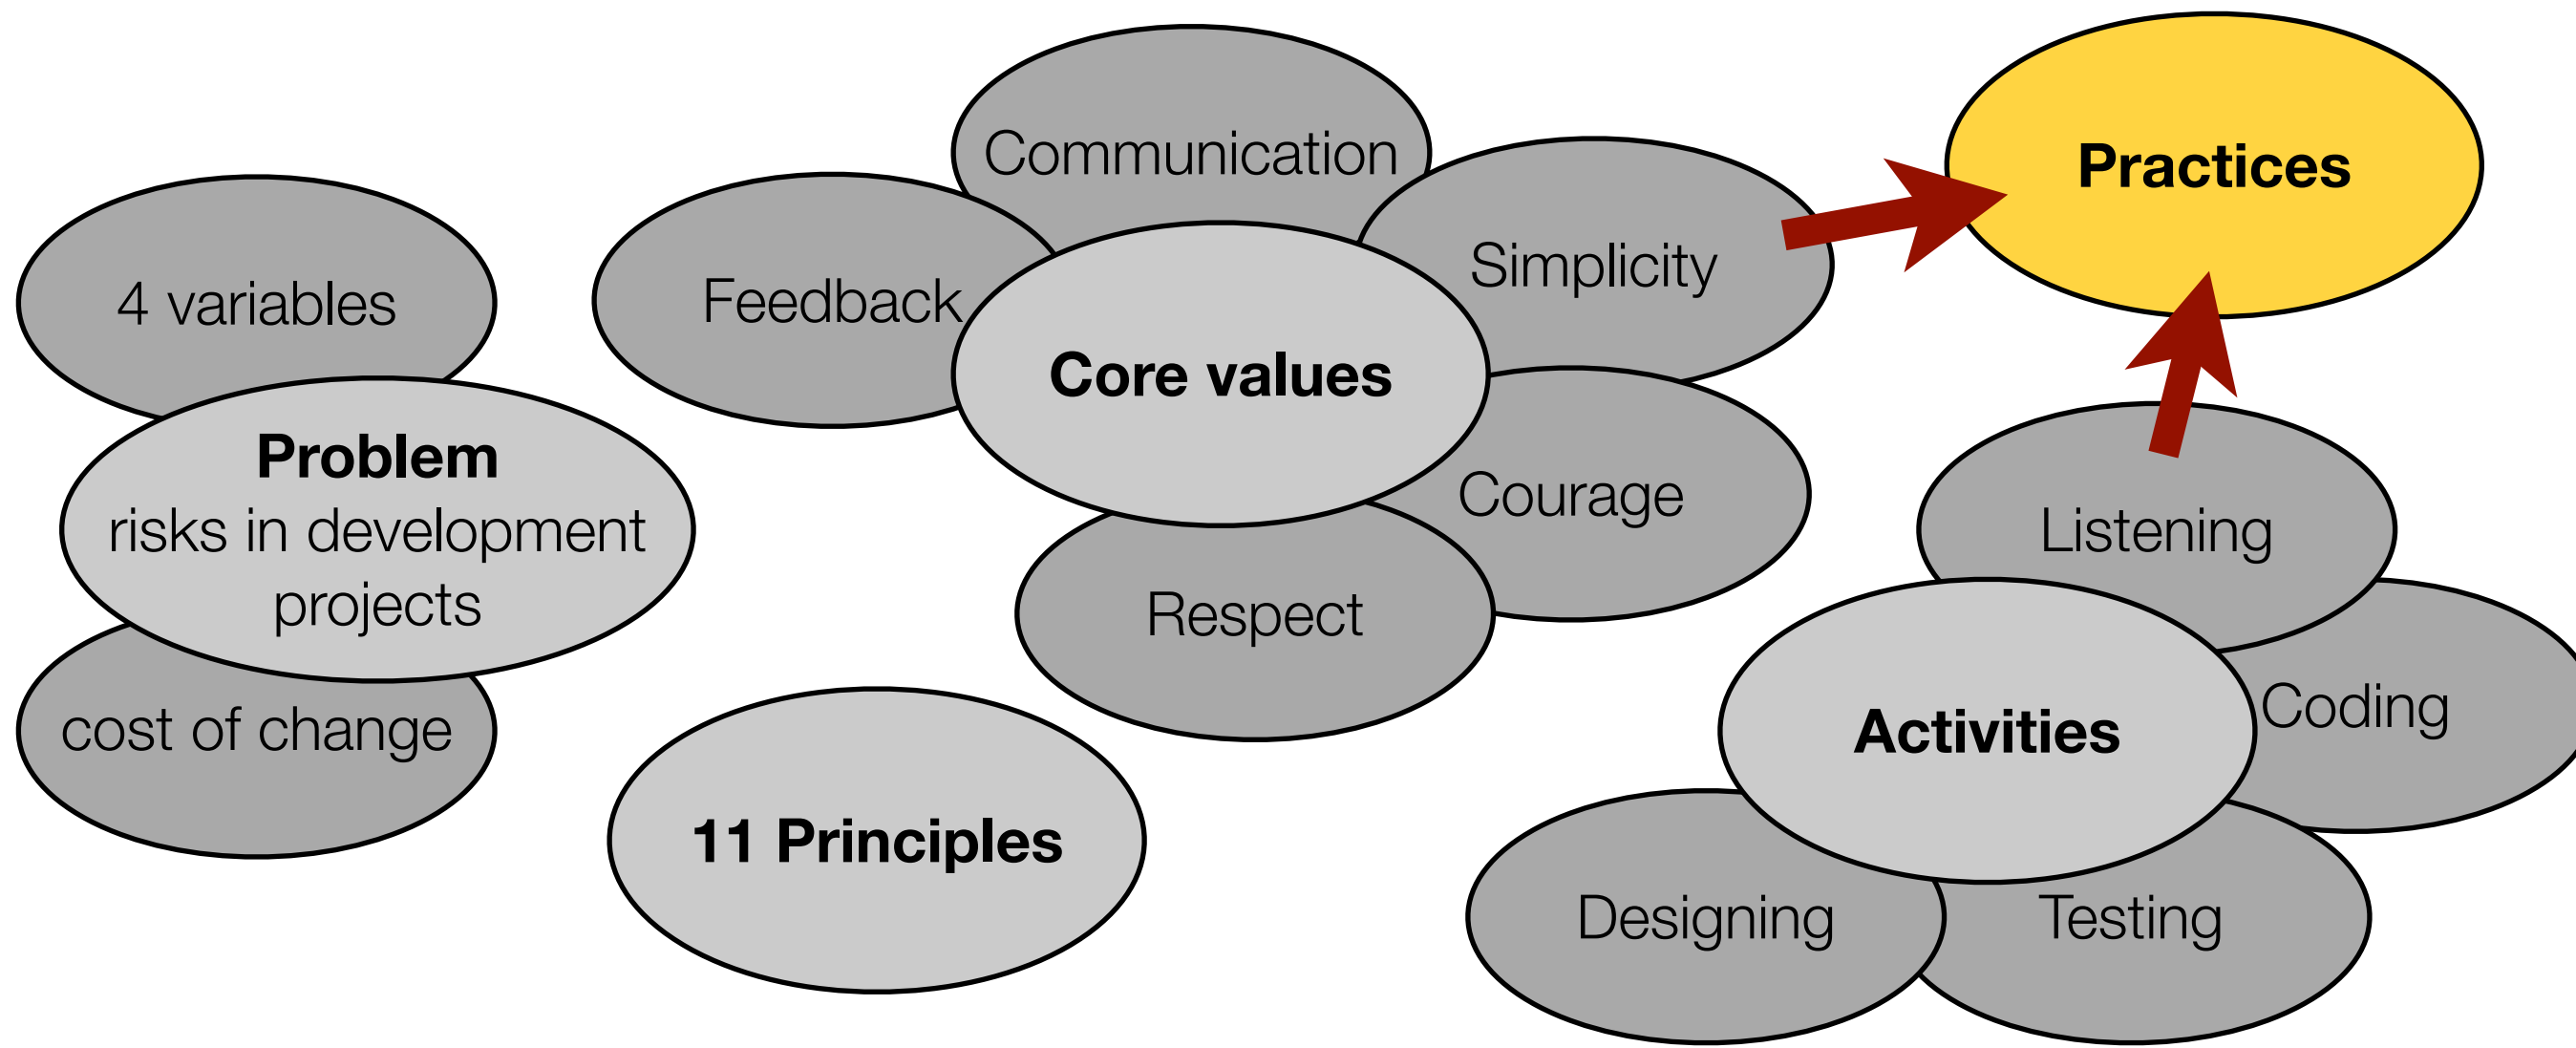 4 variables
Problem
risks in development
projects
cost of change
Communication
Feedback
Simplicity
Core values
Courage
Respect
11 Principles
Practices
Listening
Activities
Coding
Designing
Testing